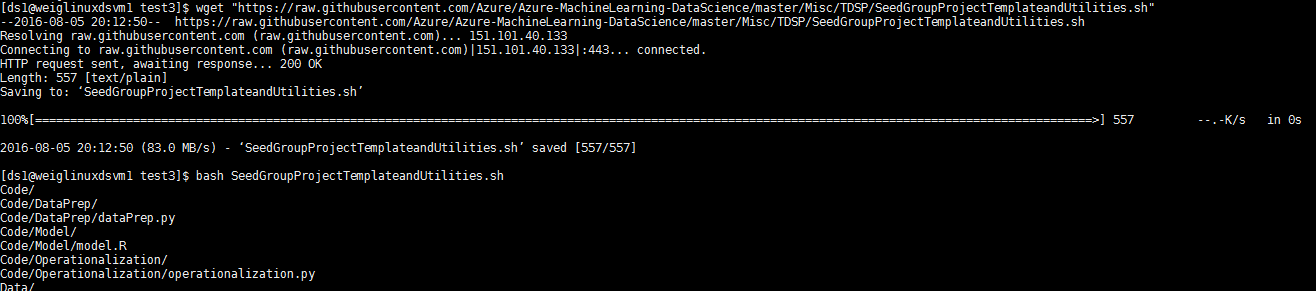 [ds1@weiglinuxdsvm1 test3]$ wget "https://raw.githubusercontent.com/Azure/Azure-MachineLearning-DataScience/master/Misc/TDSP/SeedGroupProjectTemplateandUtilities.sh"
--2016-08-05 20:12:50--  https://raw.githubusercontent.com/Azure/Azure-MachineLearning-DataScience/master/Misc/TDSP/SeedGroupProjectTemplateandUtilities.sh
Resolving raw.githubusercontent.com (raw.githubusercontent.com)... 151.101.40.133
Connecting to raw.githubusercontent.com (raw.githubusercontent.com)|151.101.40.133|:443... connected.
HTTP request sent, awaiting response... 200 OK
Length: 557 [text/plain]
Saving to: ‘SeedGroupProjectTemplateandUtilities.sh’
100%[======================================================================================================================================================>] 557         --.-K/s   in 0s
2016-08-05 20:12:50 (83.0 MB/s) - ‘SeedGroupProjectTemplateandUtilities.sh’ saved [557/557]
[ds1@weiglinuxdsvm1 test3]$ bash SeedGroupProjectTemplateandUtilities.sh
Code/
Code/DataPrep/
Code/DataPrep/dataPrep.py
Code/Model/
Code/Model/model.R
Code/Operationalization/
Code/Operationalization/operationalization.py
Data/